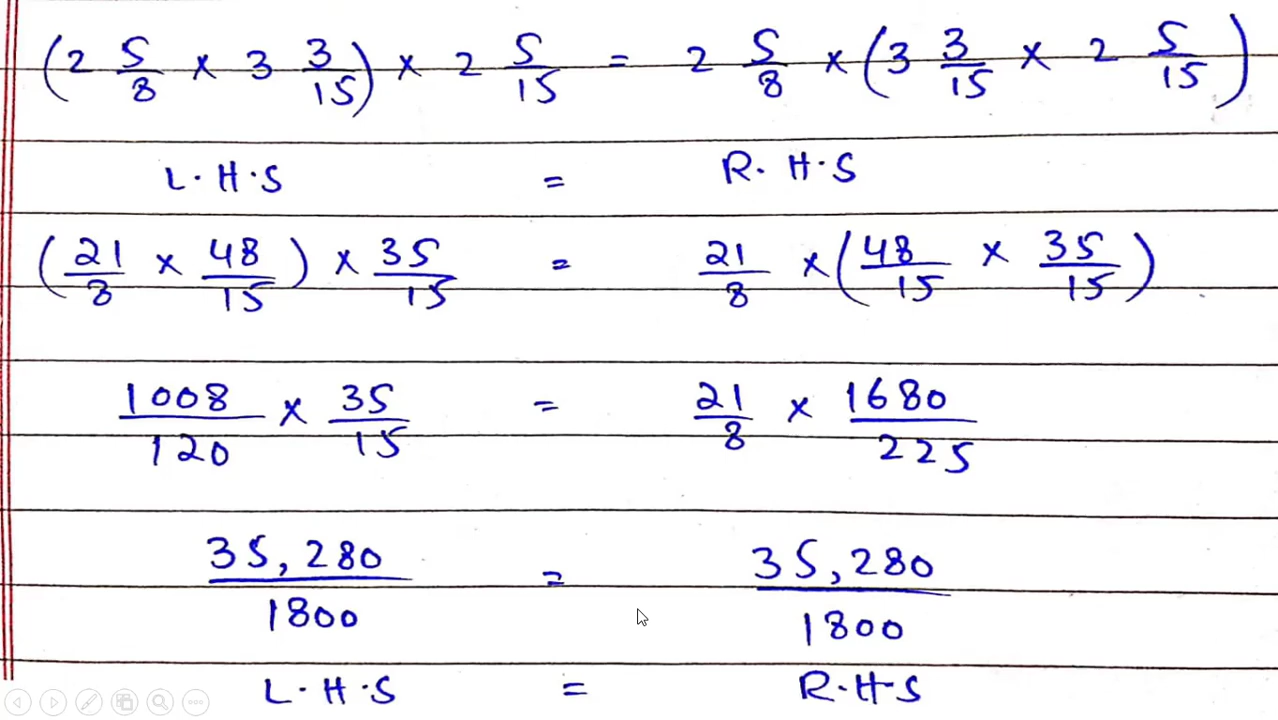 (2 5/8 × 3 3/15) × 2 5/15 = 2 5/8 × (3 3/15 × 2 5/15)
L.H.S = R.H.S
(21/8 × 48/15) × 35/15 = 21/8 × (48/15 × 35/15)
1008/120 × 35/15 = 21/8 × 1680/225
35,280/1800 = 35,280/1800
L.H.S = R.H.S